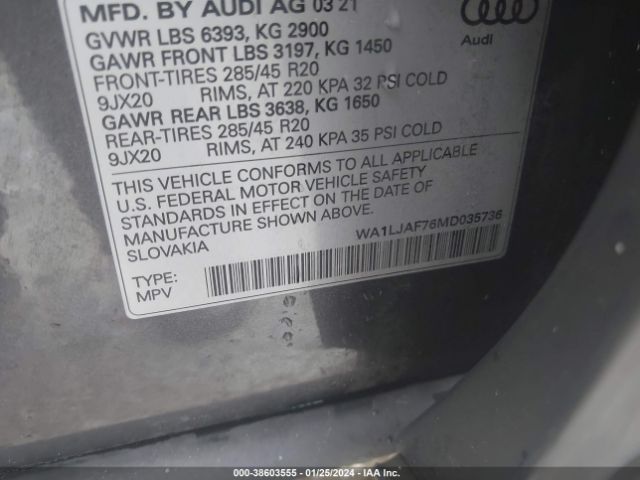 MFD. BY AUDI AG 03 21
GVWR LBS 6393, KG 2900
GAWR FRONT LBS 3197, KG 1450
FRONT-TIRES 285/45 R20
9JX20 RIMS, AT 220 KPA 32 PSI COLD
GAWR REAR LBS 3638, KG 1650
REAR-TIRES 285/45 R20
9JX20 RIMS, AT 240 KPA 35 PSI COLD
Audi
THIS VEHICLE CONFORMS TO ALL APPLICABLE
U.S. FEDERAL MOTOR VEHICLE SAFETY
STANDARDS IN EFFECT ON THE DATE OF
MANUFACTURE SHOWN ABOVE.
SLOVAKIA
WA1LJAF76MD035736
TYPE:
MPV
000-38603555 - 01/25/2024 - IAAI.COM